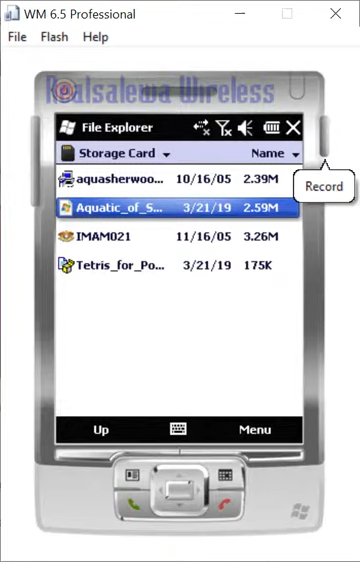 WM 6.5 Professional
File Flash Help
Realsalewa Wireless
File Explorer
Storage Card Name
aquasherwoo... 10/16/05 2.39M
Aquatic_of_S... 3/21/19 2.59M
IMAM021 11/16/05 3.26M
Tetris_for_Po... 3/21/19 175K
Record
Up Menu